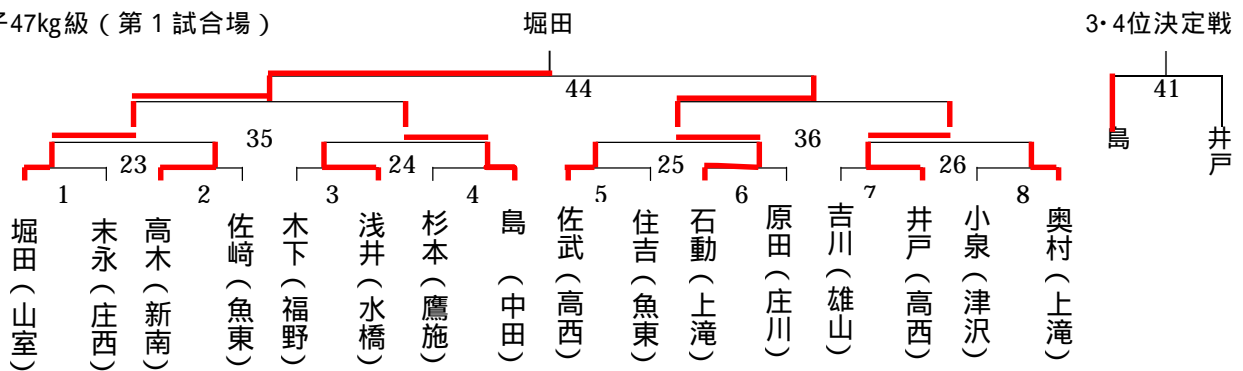 子47kg級(第1試合場)
堀田
3・4位決定戦
44
41
島
井戸
35
36
23
24
25
26
1
2
3
4
5
6
7
8
堀田(山室)
末永(庄西)
高木(新南)
佐﨑(魚東)
木下(福野)
浅井(水橋)
杉本(鷹施)
島(中田)
佐武(高西)
住吉(魚東)
石動(上滝)
原田(庄川)
吉川(雄山)
井戸(高西)
小泉(津沢)
奥村(上滝)